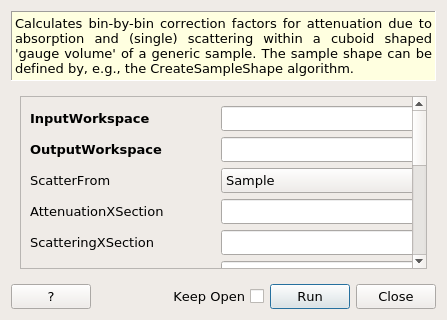 Calculates bin-by-bin correction factors for attenuation due to
absorption and (single) scattering within a cuboid shaped
'gauge volume' of a generic sample. The sample shape can be
defined by, e.g., the CreateSampleShape algorithm.
InputWorkspace
OutputWorkspace
ScatterFrom Sample
AttenuationXSection
ScatteringXSection
? Keep Open Run Close